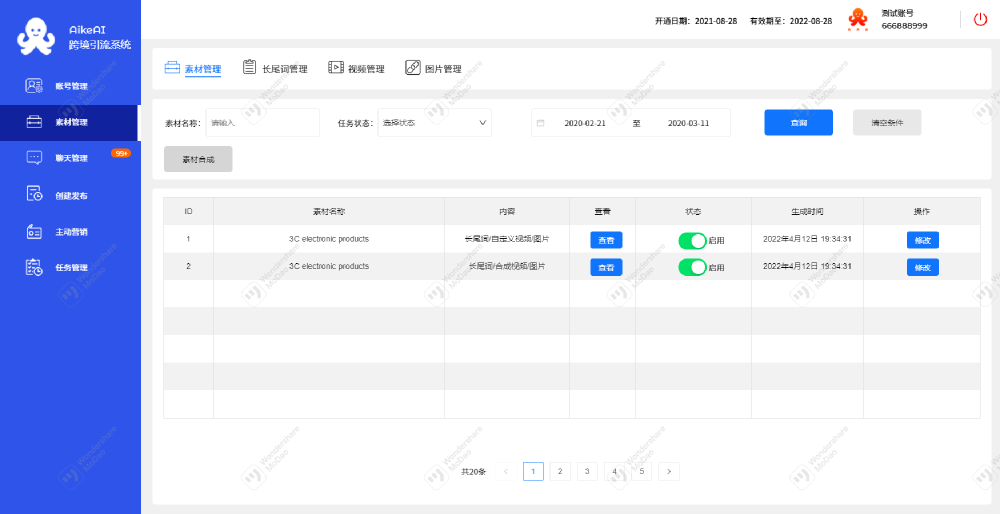 AikeAI
跨境引流系统
开通日期：2021-08-28 有效期至：2022-08-28
测试账号
666888999
账号管理
素材管理
聊天管理 99+
创建发布
主动营销
任务管理
素材管理 长尾词管理 视频管理 图片管理
素材名称： 请输入 任务状态： 选择状态 2020-02-21 至 2020-03-11 查询 清空条件
素材合成
ID 素材名称 内容 查看 状态 生成时间 操作
1 3C electronic products 长尾词/自定义视频/图片 查看 启用 2022年4月12日 19:34:31 修改
2 3C electronic products 长尾词/合成视频/图片 查看 启用 2022年4月12日 19:34:31 修改
共20条 < 1 2 3 4 5 >
Wondershare
MoDao